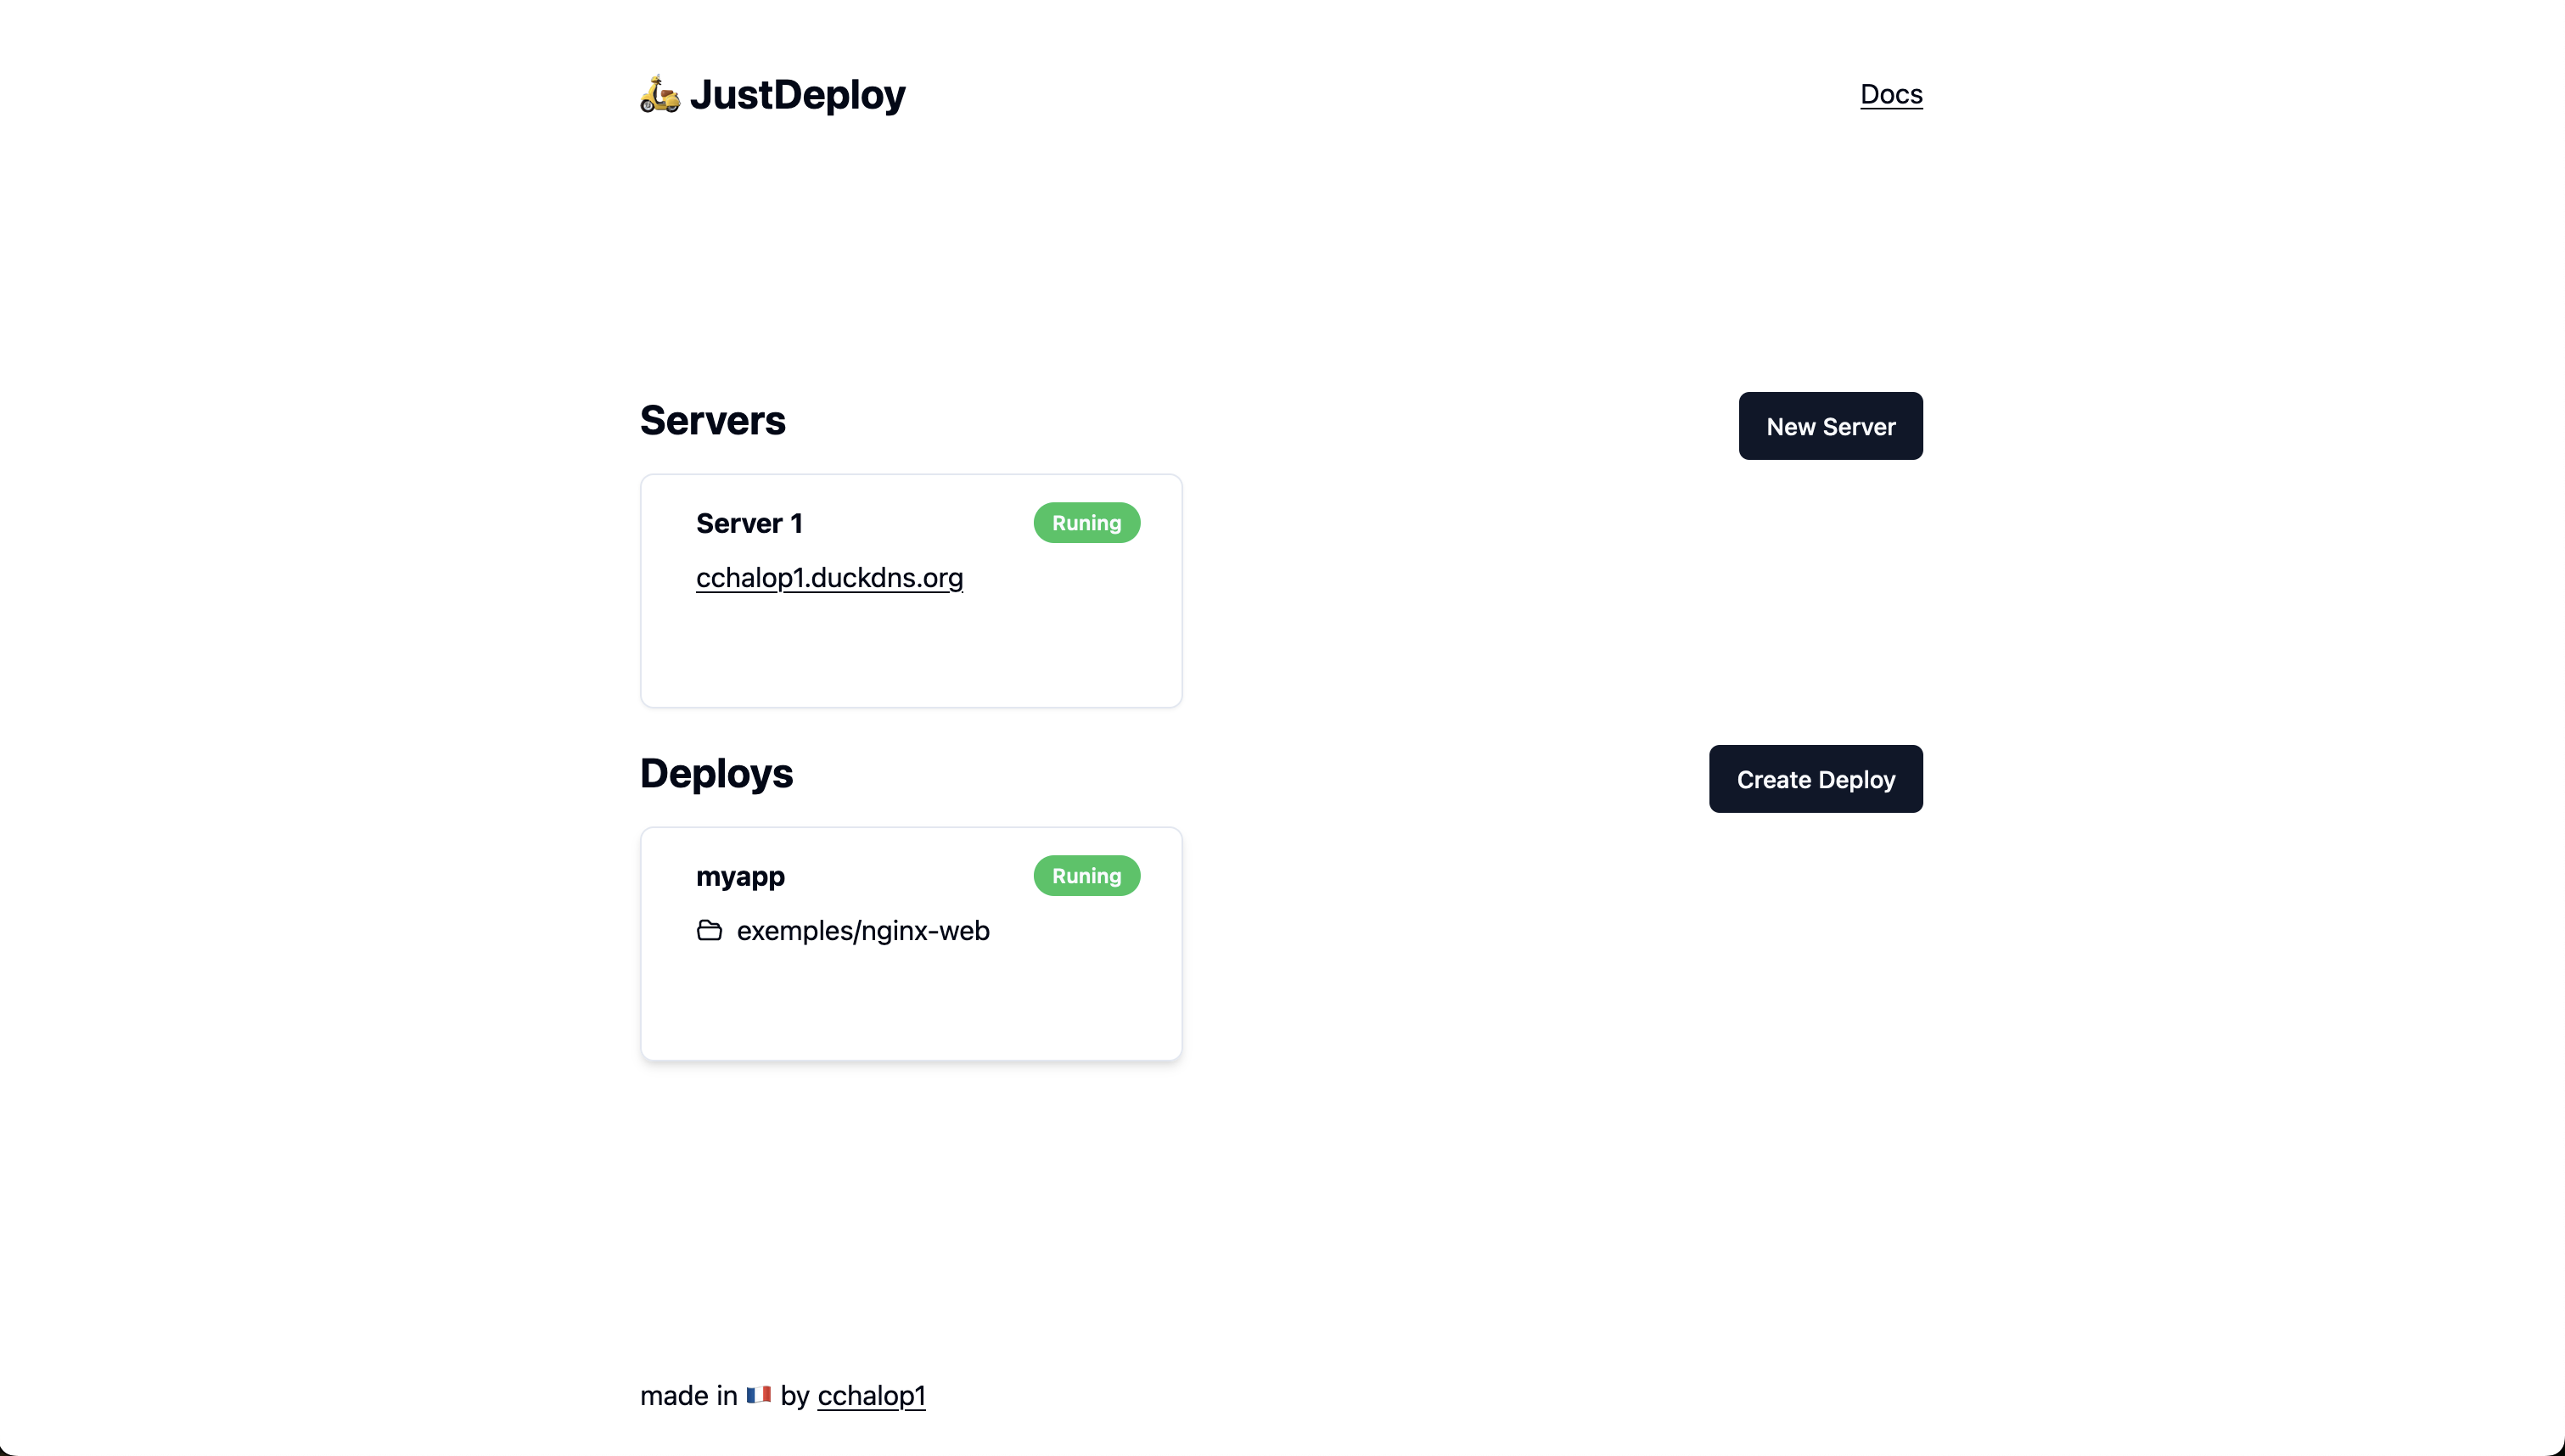 JustDeploy
Docs
Servers
New Server
Server 1
Runing
cchalop1.duckdns.org
Deploys
Create Deploy
myapp
Runing
exemples/nginx-web
made in 🇫🇷 by cchalop1